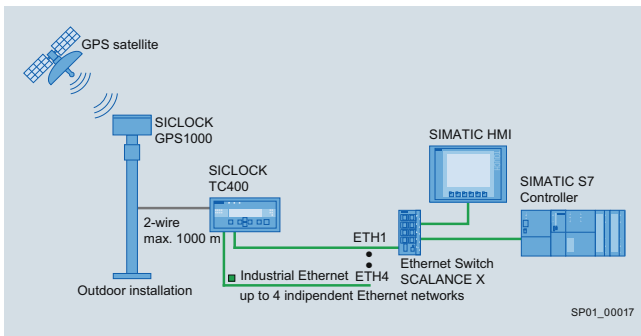 GPS satellite
SICLOCK
GPS1000
SIMATIC HMI
SICLOCK
TC400
SIMATIC S7
Controller
2-wire
max. 1000 m
ETH1
Industrial Ethernet
ETH4
Ethernet Switch
SCALANCE X
Outdoor installation
up to 4 indipendent Ethernet networks
SP01_00017